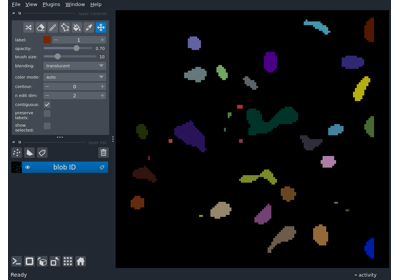 File View Plugins Window Help
label: 1
opacity: 0.70
brush size: 10
blending: translucent
color mode: auto
contour: 0
n edit dim: 2
contiguous:
preserve labels:
show selected:
blob ID
Ready
activity